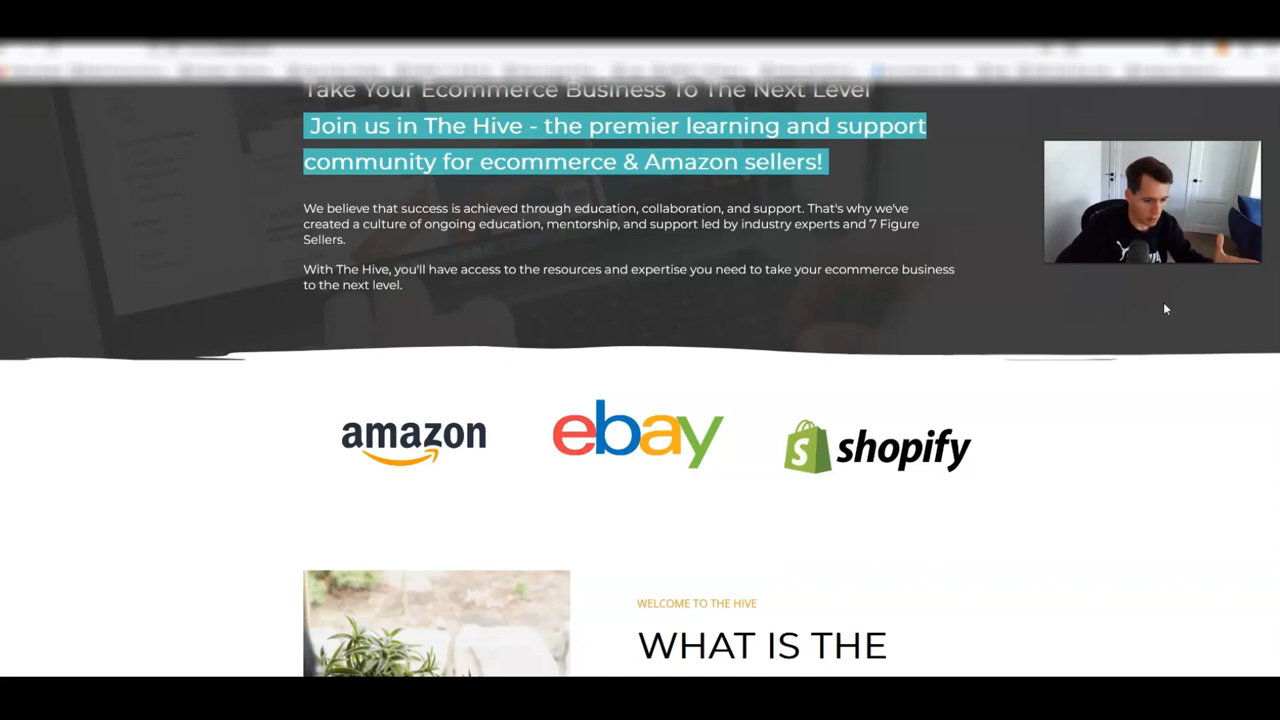 Take Your Ecommerce Business To The Next Level
Join us in The Hive - the premier learning and support
community for ecommerce & Amazon sellers!
We believe that success is achieved through education, collaboration, and support. That's why we've
created a culture of ongoing education, mentorship, and support led by industry experts and 7 Figure
Sellers.
With The Hive, you'll have access to the resources and expertise you need to take your ecommerce business
to the next level.
amazon
ebay
shopify
WELCOME TO THE HIVE
WHAT IS THE